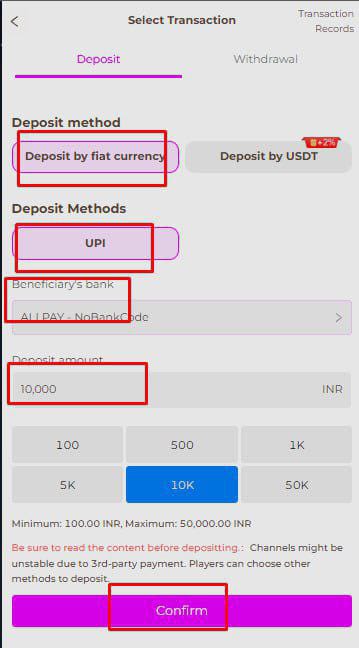 Select Transaction
Transaction
Records
Deposit
Withdrawal
Deposit method
Deposit by fiat currency
Deposit by USDT
+2%
Deposit Methods
UPI
Beneficiary's bank
ALLPAY - NoBankCode
Deposit amount
10,000
INR
100
500
1K
5K
10K
50K
Minimum: 100.00 INR, Maximum: 50,000.00 INR
Be sure to read the content before depositting.: Channels might be
unstable due to 3rd-party payment. Players can choose other
methods to deposit.
Confirm